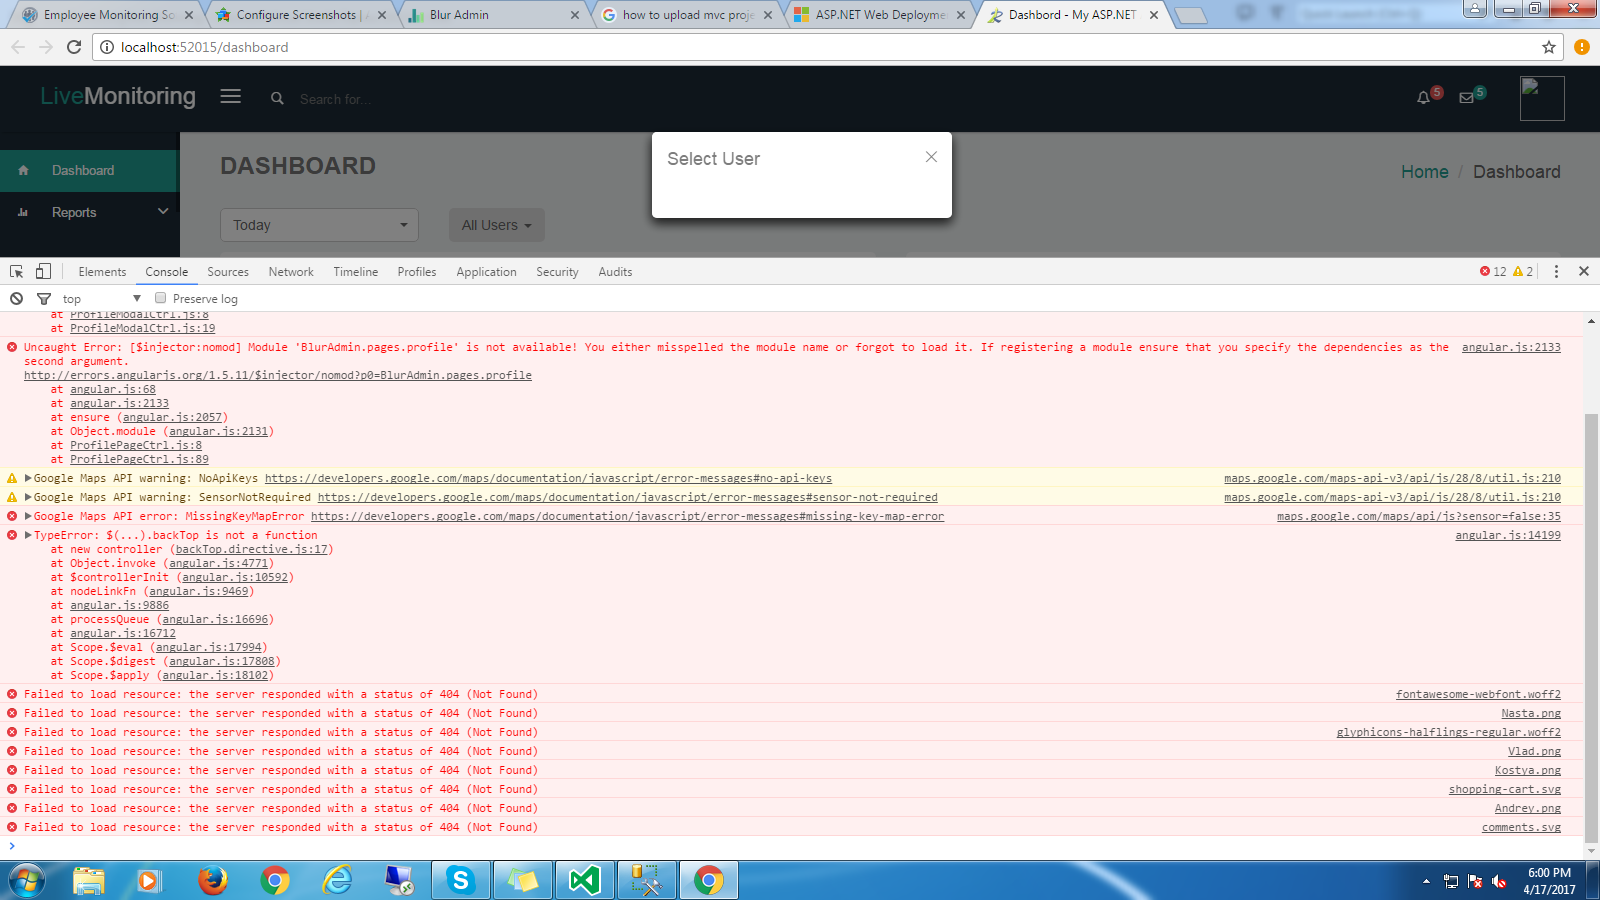 Employee Monitoring So
Configure Screenshots | A
Blur Admin
how to upload mvc proje
ASP.NET Web Deployme
Dashbord - My ASP.NET
localhost:52015/dashboard
LiveMonitoring
Search for...
5
5
Dashboard
Reports
DASHBOARD
Home / Dashboard
Today
All Users
Select User
Elements Console Sources Network Timeline Profiles Application Security Audits
12 2
top
Preserve log
at ProfileModalCtrl.js:8
at ProfileModalCtrl.js:19
Uncaught Error: [$injector:nomod] Module 'BlurAdmin.pages.profile' is not available! You either misspelled the module name or forgot to load it. If registering a module ensure that you specify the dependencies as the angular.js:2133
second argument.
http://errors.angularjs.org/1.5.11/$injector/nomod?p0=BlurAdmin.pages.profile
at angular.js:68
at angular.js:2133
at ensure (angular.js:2057)
at Object.module (angular.js:2131)
at ProfilePageCtrl.js:8
at ProfilePageCtrl.js:89
Google Maps API warning: NoApiKeys https://developers.google.com/maps/documentation/javascript/error-messages#no-api-keys maps.google.com/maps-api-v3/api/js/28/8/util.js:210
Google Maps API warning: SensorNotRequired https://developers.google.com/maps/documentation/javascript/error-messages#sensor-not-required maps.google.com/maps-api-v3/api/js/28/8/util.js:210
Google Maps API error: MissingKeyMapError https://developers.google.com/maps/documentation/javascript/error-messages#missing-key-map-error maps.google.com/maps/api/js?sensor=false:35
TypeError: $(...).backTop is not a function angular.js:14199
at new controller (backTop.directive.js:17)
at Object.invoke (angular.js:4771)
at $controllerInit (angular.js:10592)
at nodeLinkFn (angular.js:9469)
at angular.js:9886
at processQueue (angular.js:16696)
at angular.js:16712
at Scope.$eval (angular.js:17994)
at Scope.$digest (angular.js:17808)
at Scope.$apply (angular.js:18102)
Failed to load resource: the server responded with a status of 404 (Not Found) fontawesome-webfont.woff2
Failed to load resource: the server responded with a status of 404 (Not Found) Nasta.png
Failed to load resource: the server responded with a status of 404 (Not Found) glyphicons-halflings-regular.woff2
Failed to load resource: the server responded with a status of 404 (Not Found) Vlad.png
Failed to load resource: the server responded with a status of 404 (Not Found) Kostya.png
Failed to load resource: the server responded with a status of 404 (Not Found) shopping-cart.svg
Failed to load resource: the server responded with a status of 404 (Not Found) Andrey.png
Failed to load resource: the server responded with a status of 404 (Not Found) comments.svg
6:00 PM
4/17/2017